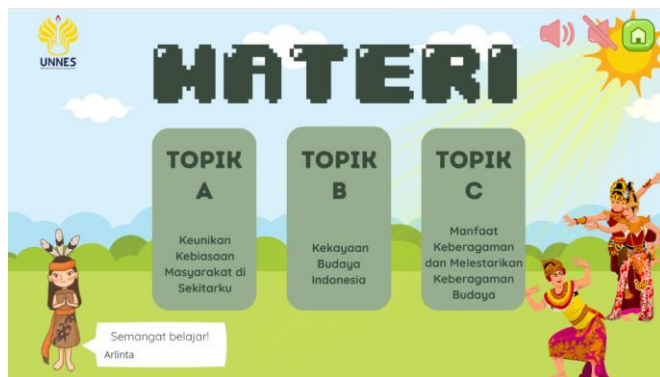 UNNES
MATERI
TOPIK
A
Keunikan
Kebiasaan
Masyarakat di
Sekitarku
TOPIK
B
Kekayaan
Budaya
Indonesia
TOPIK
C
Manfaat
Keberagaman
dan Melestarikan
Keberagaman
Budaya
Semangat belajar!
Arlinta